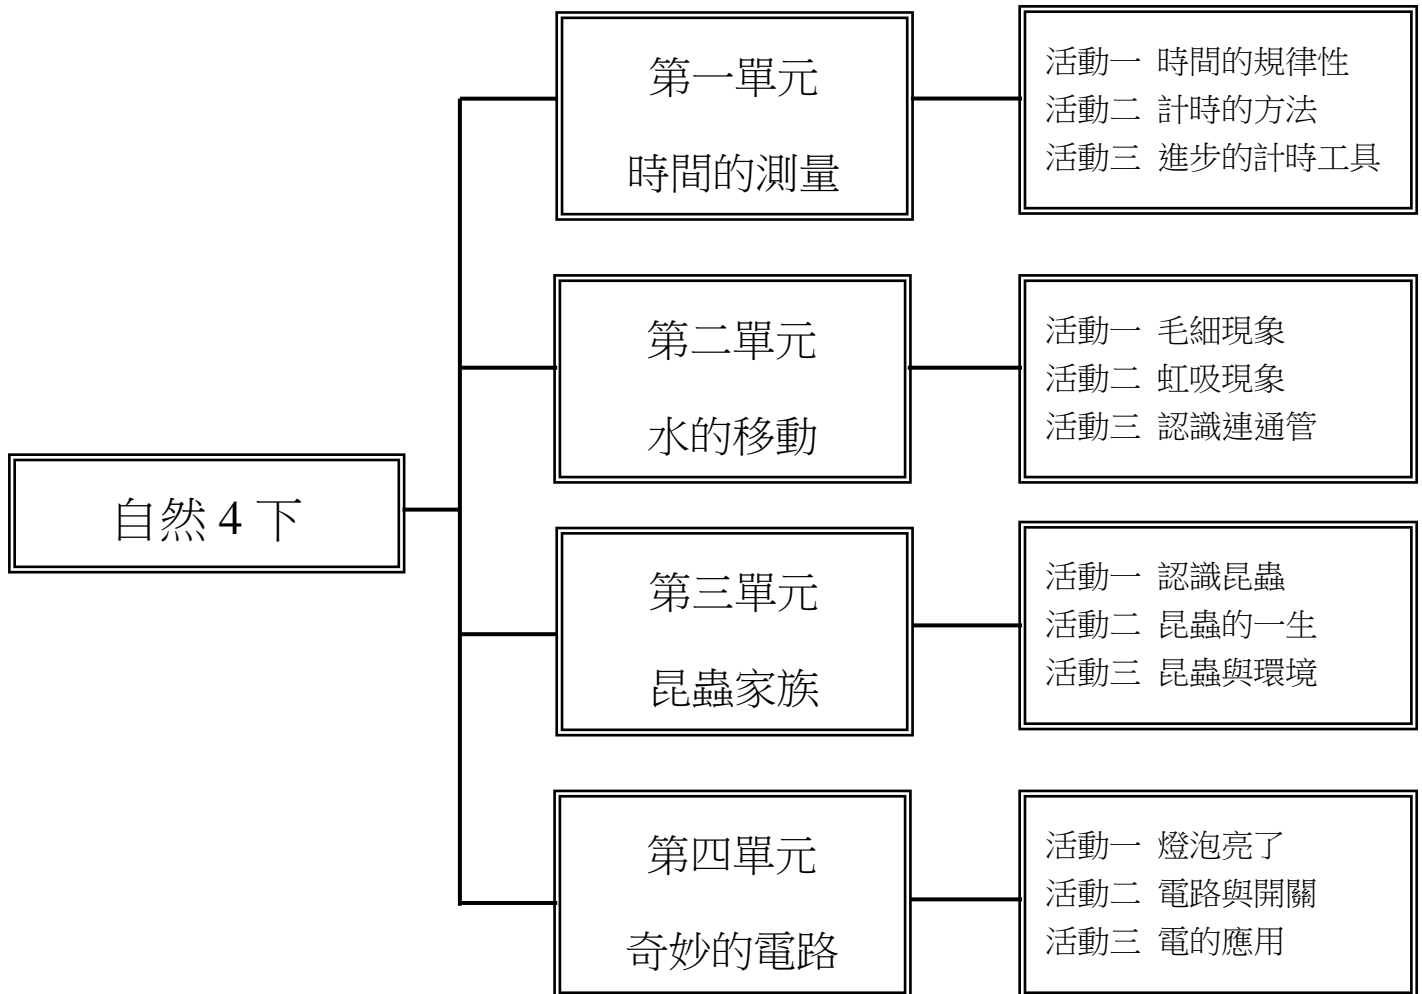 自然 4 下
第一單元
時間的測量
活動一 時間的規律性
活動二 計時的方法
活動三 進步的計時工具
第二單元
水的移動
活動一 毛細現象
活動二 虹吸現象
活動三 認識連通管
第三單元
昆蟲家族
活動一 認識昆蟲
活動二 昆蟲的一生
活動三 昆蟲與環境
第四單元
奇妙的電路
活動一 燈泡亮了
活動二 電路與開關
活動三 電的應用